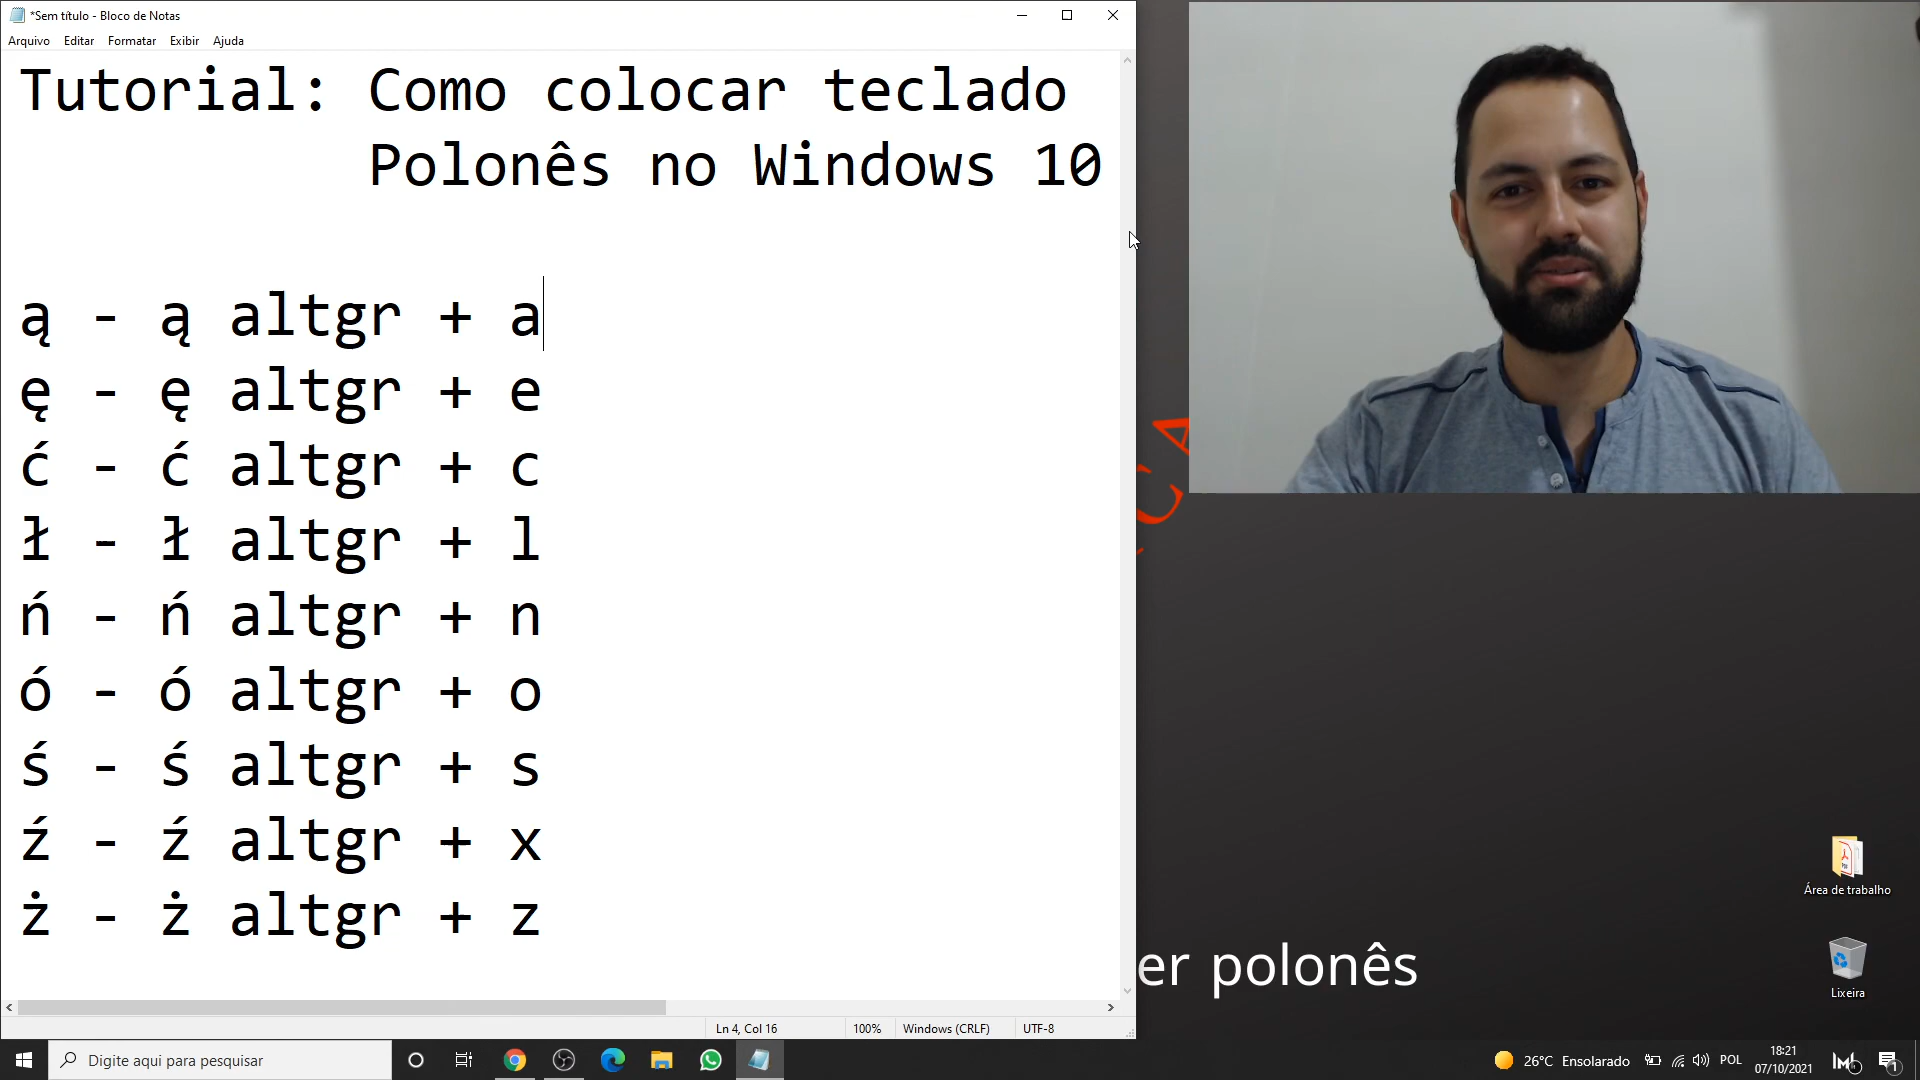 *Sem título - Bloco de Notas
Arquivo Editar Formatar Exibir Ajuda
Tutorial: Como colocar teclado
Polonês no Windows 10
ą - ą altgr + a
ę - ę altgr + e
ć - ć altgr + c
ł - ł altgr + l
ń - ń altgr + n
ó - ó altgr + o
ś - ś altgr + s
ź - ź altgr + x
ż - ż altgr + z
Ln 4, Col 16 100% Windows (CRLF) UTF-8
CA
er polonês
Área de trabalho
Lixeira
Digite aqui para pesquisar
26°C Ensolarado POL 18:21
07/10/2021
1